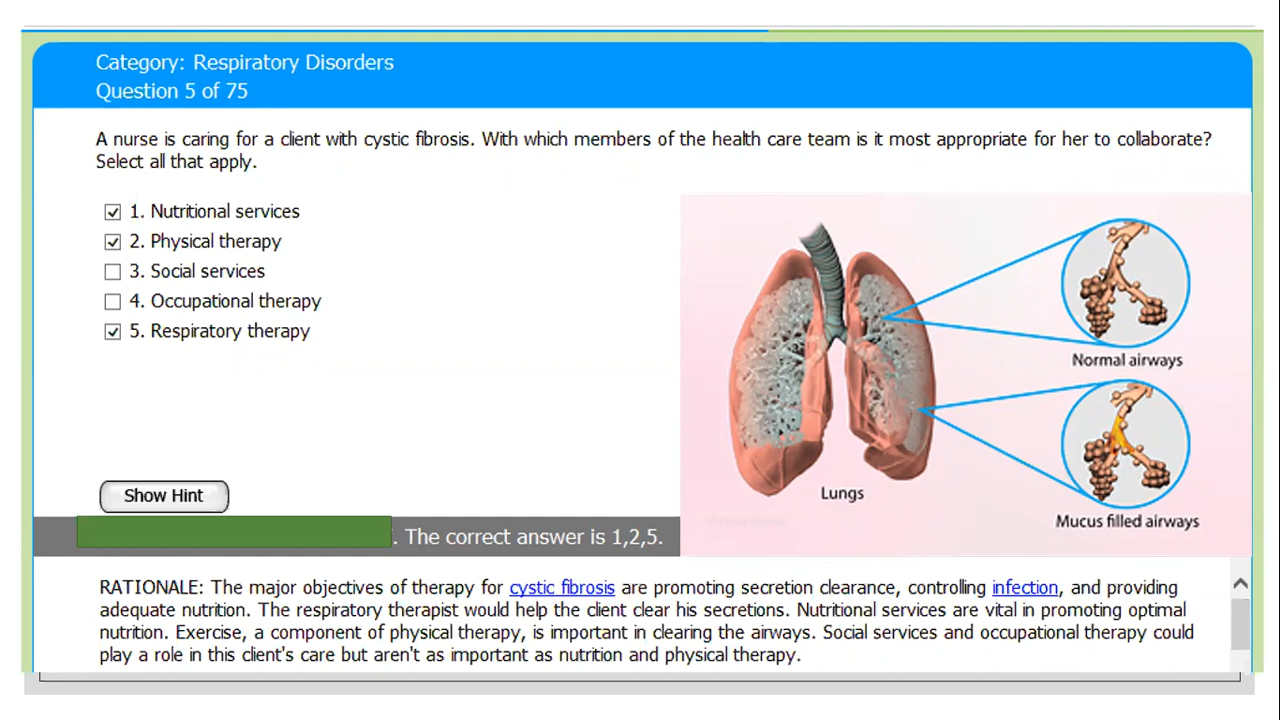 Category: Respiratory Disorders
Question 5 of 75
A nurse is caring for a client with cystic fibrosis. With which members of the health care team is it most appropriate for her to collaborate?
Select all that apply.
1. Nutritional services
2. Physical therapy
3. Social services
4. Occupational therapy
5. Respiratory therapy
Normal airways
Lungs
Mucus filled airways
Show Hint
. The correct answer is 1,2,5.
RATIONALE: The major objectives of therapy for cystic fibrosis are promoting secretion clearance, controlling infection, and providing
adequate nutrition. The respiratory therapist would help the client clear his secretions. Nutritional services are vital in promoting optimal
nutrition. Exercise, a component of physical therapy, is important in clearing the airways. Social services and occupational therapy could
play a role in this client's care but aren't as important as nutrition and physical therapy.